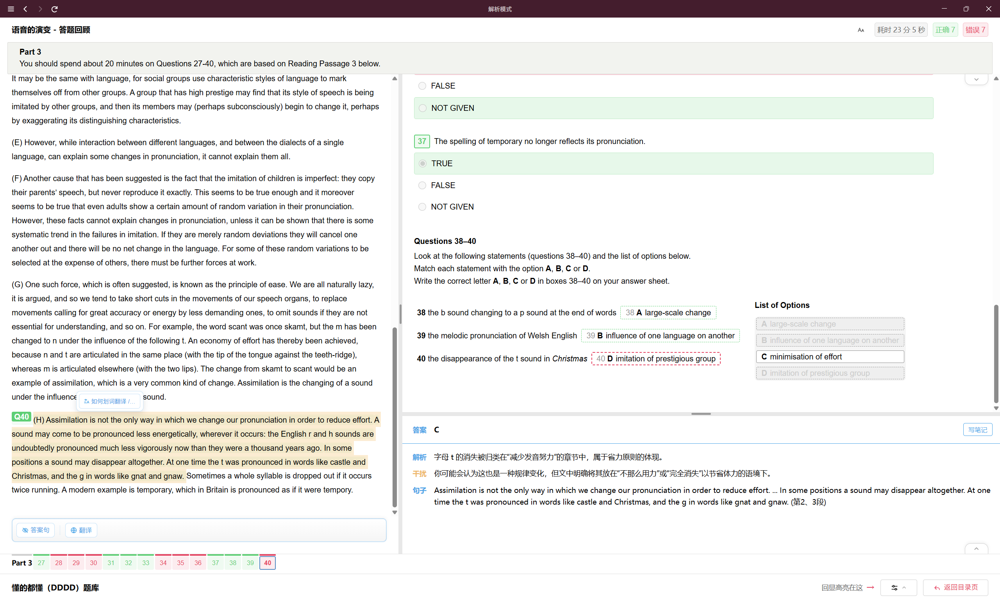 解析模式
语音的演变 - 答题回顾
耗时 23 分 5 秒
正确 7
错误 7
Part 3
You should spend about 20 minutes on Questions 27-40, which are based on Reading Passage 3 below.
It may be the same with language, for social groups use characteristic styles of language to mark
themselves off from other groups. A group that has high prestige may find that its style of speech is being
imitated by other groups, and then its members may (perhaps subconsciously) begin to change it, perhaps
by exaggerating its distinguishing characteristics.
(E) However, while interaction between different languages, and between the dialects of a single
language, can explain some changes in pronunciation, it cannot explain them all.
(F) Another cause that has been suggested is the fact that the imitation of children is imperfect: they copy
their parents’ speech, but never reproduce it exactly. This seems to be true enough and it moreover
seems to be true that even adults show a certain amount of random variation in their pronunciation.
However, these facts cannot explain changes in pronunciation, unless it can be shown that there is some
systematic trend in the failures in imitation. If they are merely random deviations they will cancel one
another out and there will be no net change in the language. For some of these random variations to be
selected at the expense of others, there must be further forces at work.
(G) One such force, which is often suggested, is known as the principle of ease. We are all naturally lazy,
it is argued, and so we tend to take short cuts in the movements of our speech organs, to replace
movements calling for great accuracy or energy by less demanding ones, to omit sounds if they are not
essential for understanding, and so on. For example, the word scant was once skamt, but the m has been
changed to n under the influence of the following t. An economy of effort has thereby been achieved,
because n and t are articulated in the same place (with the tip of the tongue against the teeth-ridge),
whereas m is articulated elsewhere (with the two lips). The change from skamt to scant would be an
example of assimilation, which is a very common kind of change. Assimilation is the changing of a sound
under the influence sound.
如何划词翻译 /...
Q40 (H) Assimilation is not the only way in which we change our pronunciation in order to reduce effort. A
sound may come to be pronounced less energetically, wherever it occurs: the English r and h sounds are
undoubtedly pronounced much less vigorously now than they were a thousand years ago. In some
positions a sound may disappear altogether. At one time the t was pronounced in words like castle and
Christmas, and the g in words like gnat and gnaw. Sometimes a whole syllable is dropped out if it occurs
twice running. A modern example is temporary, which in Britain is pronounced as if it were tempory.
答案句
翻译
FALSE
NOT GIVEN
37 The spelling of temporary no longer reflects its pronunciation.
TRUE
FALSE
NOT GIVEN
Questions 38–40
Look at the following statements (questions 38–40) and the list of options below.
Match each statement with the option A, B, C or D.
Write the correct letter A, B, C or D in boxes 38–40 on your answer sheet.
38 the b sound changing to a p sound at the end of words 38 A large-scale change
39 the melodic pronunciation of Welsh English 39 B influence of one language on another
40 the disappearance of the t sound in Christmas 40 D imitation of prestigious group
List of Options
A large-scale change
B influence of one language on another
C minimisation of effort
D imitation of prestigious group
答案 C
写笔记
解析 字母 t 的消失被归类在“减少发音努力”的章节中，属于省力原则的体现。
干扰 你可能会认为这也是一种规律变化，但文中明确将其放在“不那么用力”或“完全消失”以节省体力的语境下。
句子 Assimilation is not the only way in which we change our pronunciation in order to reduce effort. ... In some positions a sound may disappear altogether. At one
time the t was pronounced in words like castle and Christmas, and the g in words like gnat and gnaw. (第2、3段)
Part 3 27 28 29 30 31 32 33 34 35 36 37 38 39 40
懂的都懂（DDDD）题库
回显高亮在这 →
返回目录页